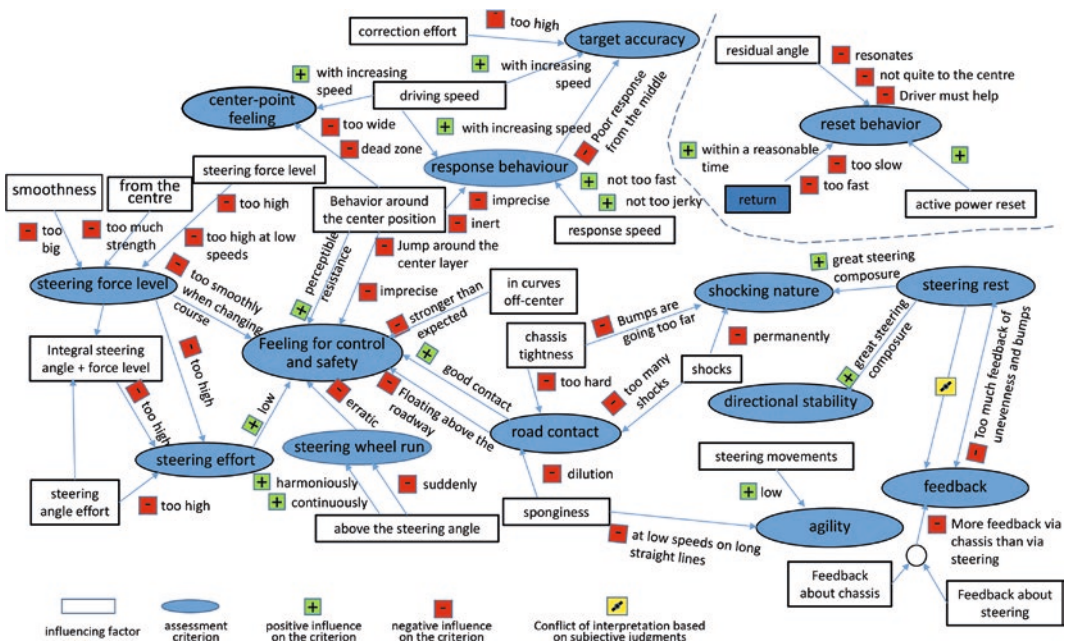 correction effort
too high
target accuracy
with increasing
speed
with increasing
speed
driving speed
center-point
feeling
too wide
dead zone
with increasing speed
Poor response
from the middle
response behaviour
not too fast
not too jerky
response speed
imprecise
inert
Behavior around
the center position
residual angle
resonates
not quite to the centre
Driver must help
reset behavior
within a reasonable
time
too slow
too fast
return
active power reset
smoothness
from the
centre
steering force level
too
big
too much
strength
too high
too high at low
speeds
steering force level
too smoothly
when changing
course
perceptible
resistance
Jump around the
center layer
imprecise
stronger than
expected
in curves
off-center
Feeling for control
and safety
good contact
Floating above the
roadway
Integral steering
angle + force level
too high
too high
low
erratic
steering effort
steering wheel run
steering
angle effort
too high
harmoniously
continuously
suddenly
above the steering angle
chassis
tightness
Bumps are
going too far
too hard
too many
shocks
shocks
permanently
shocking nature
great steering
composure
steering rest
great steering
composure
directional stability
road contact
dilution
sponginess
at low speeds on long
straight lines
steering movements
low
agility
Too much feedback of
unevenness and bumps
feedback
More feedback via
chassis than via
steering
Feedback
about chassis
Feedback about
steering
influencing factor
assessment
criterion
positive influence
on the criterion
negative influence
on the criterion
Conflict of interpretation based
on subjective judgments